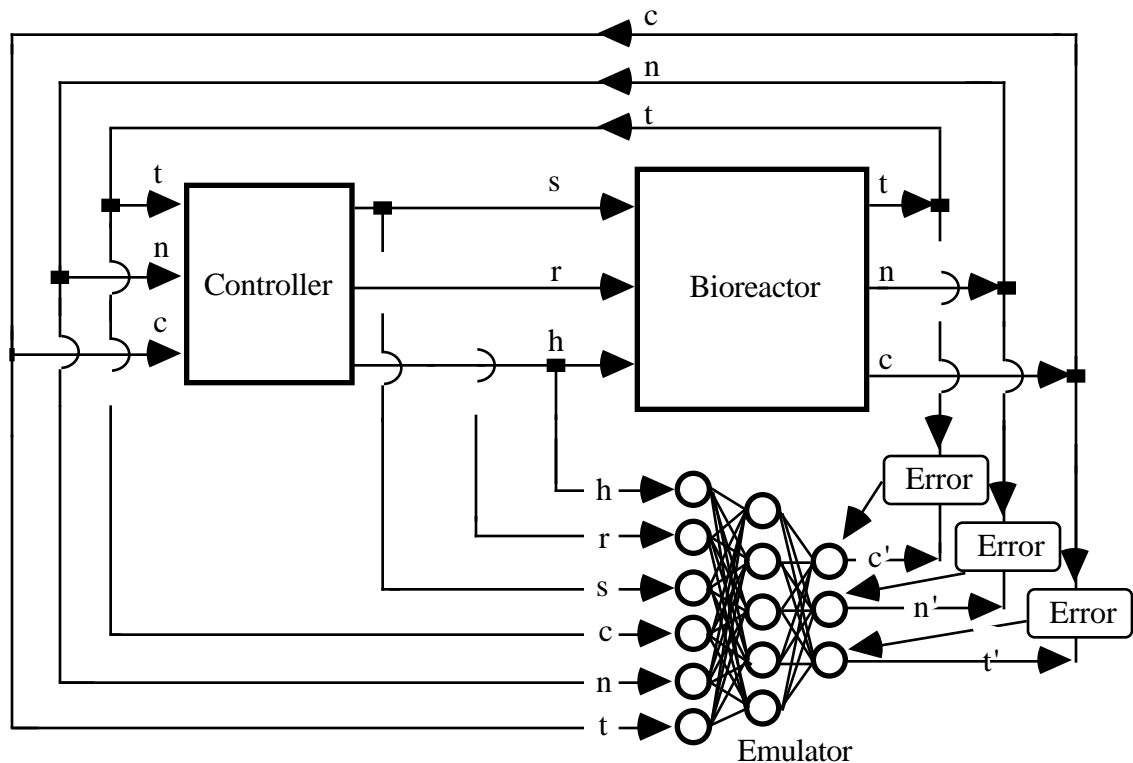 c
n
t
t
s
t
n
Controller
r
Bioreactor
n
c
h
c
Error
h
Error
r
c'
s
n'
Error
c
t'
n
t
Emulator